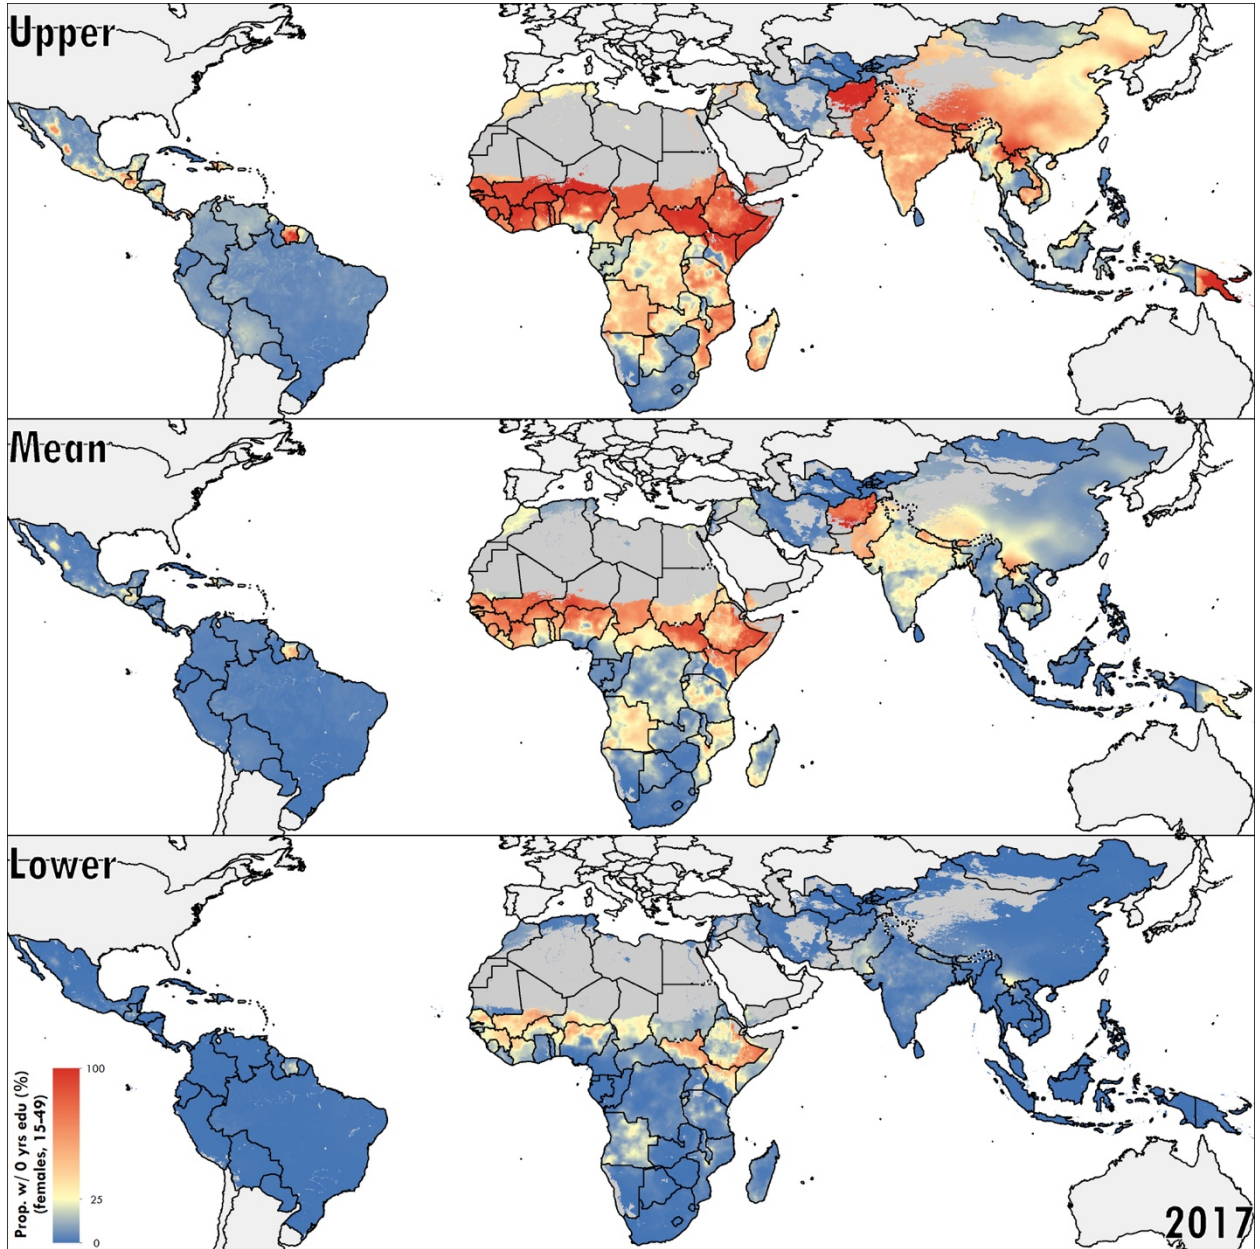 Upper
Mean
Lower
Prop. w/ 0 yrs edu (%)
(females, 15-49)
100
25
0
2017